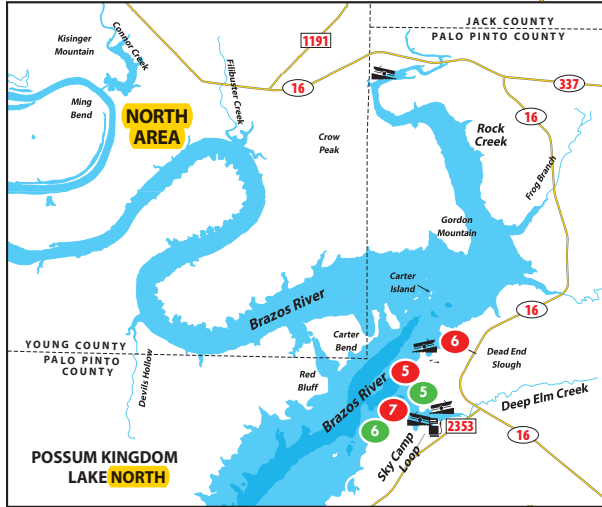 JACK COUNTY
PALO PINTO COUNTY
Kisinger
Mountain
Connor Creek
1191
16
337
Filibuster Creek
Ming
Bend
NORTH
AREA
16
Crow
Peak
Rock
Creek
Frog Branch
Gordon
Mountain
Carter
Island
Brazos River
16
Carter
Bend
YOUNG COUNTY
PALO PINTO
COUNTY
6
Dead End
Slough
Devils Hollow
Red
Bluff
5
Brazos River
5
Deep Elm Creek
7
2353
6
16
Sky Camp
Loop
POSSUM KINGDOM
LAKE NORTH